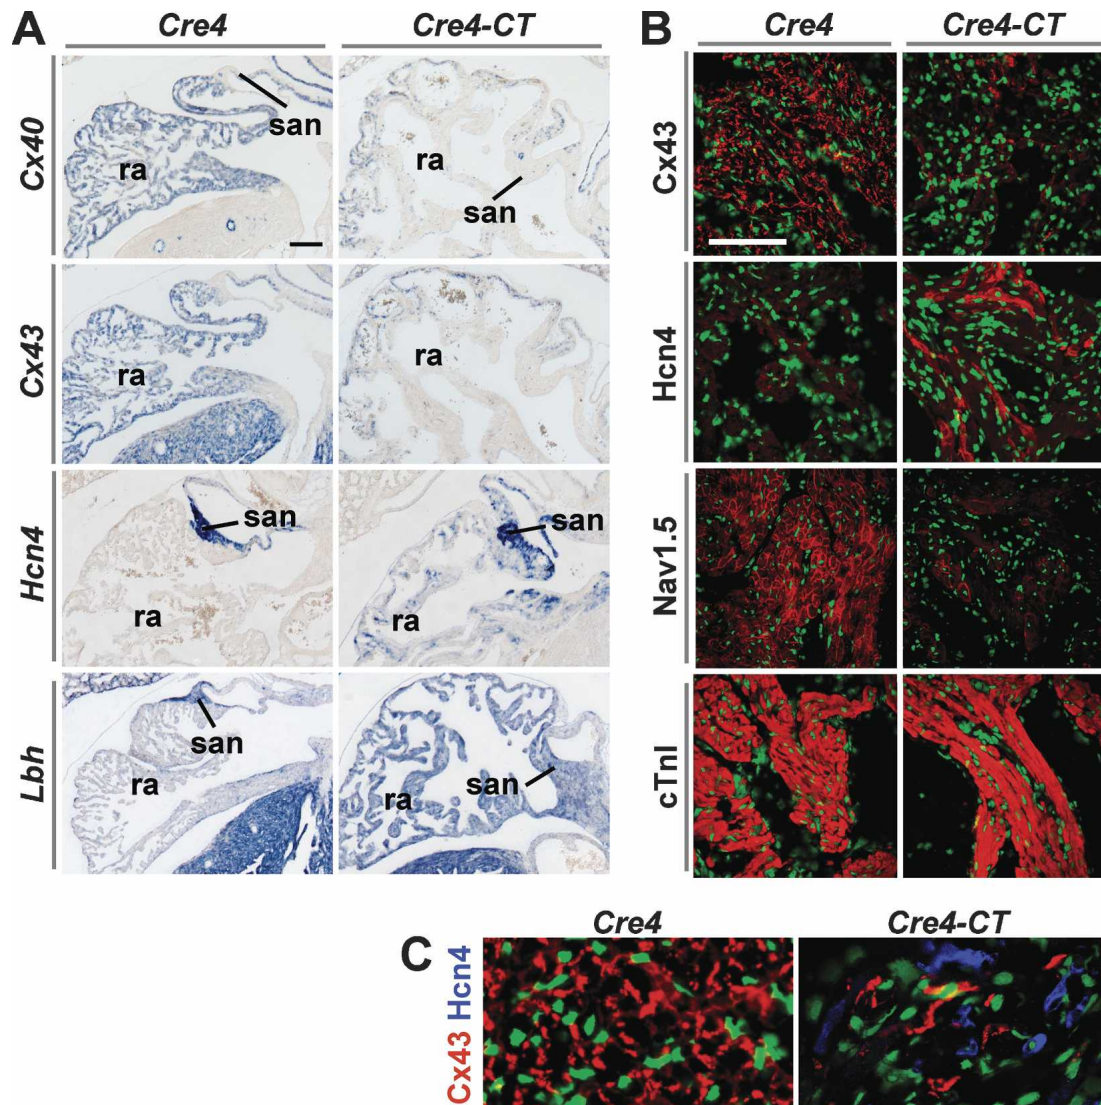 A
Cre4
Cre4-CT
Cx40
san
ra
ra
san
Cx43
ra
ra
Hcn4
san
ra
san
ra
Lbh
san
ra
ra
san
B
Cre4
Cre4-CT
Cx43
Hcn4
Nav1.5
cTnI
C
Cre4
Cre4-CT
Cx43 Hcn4